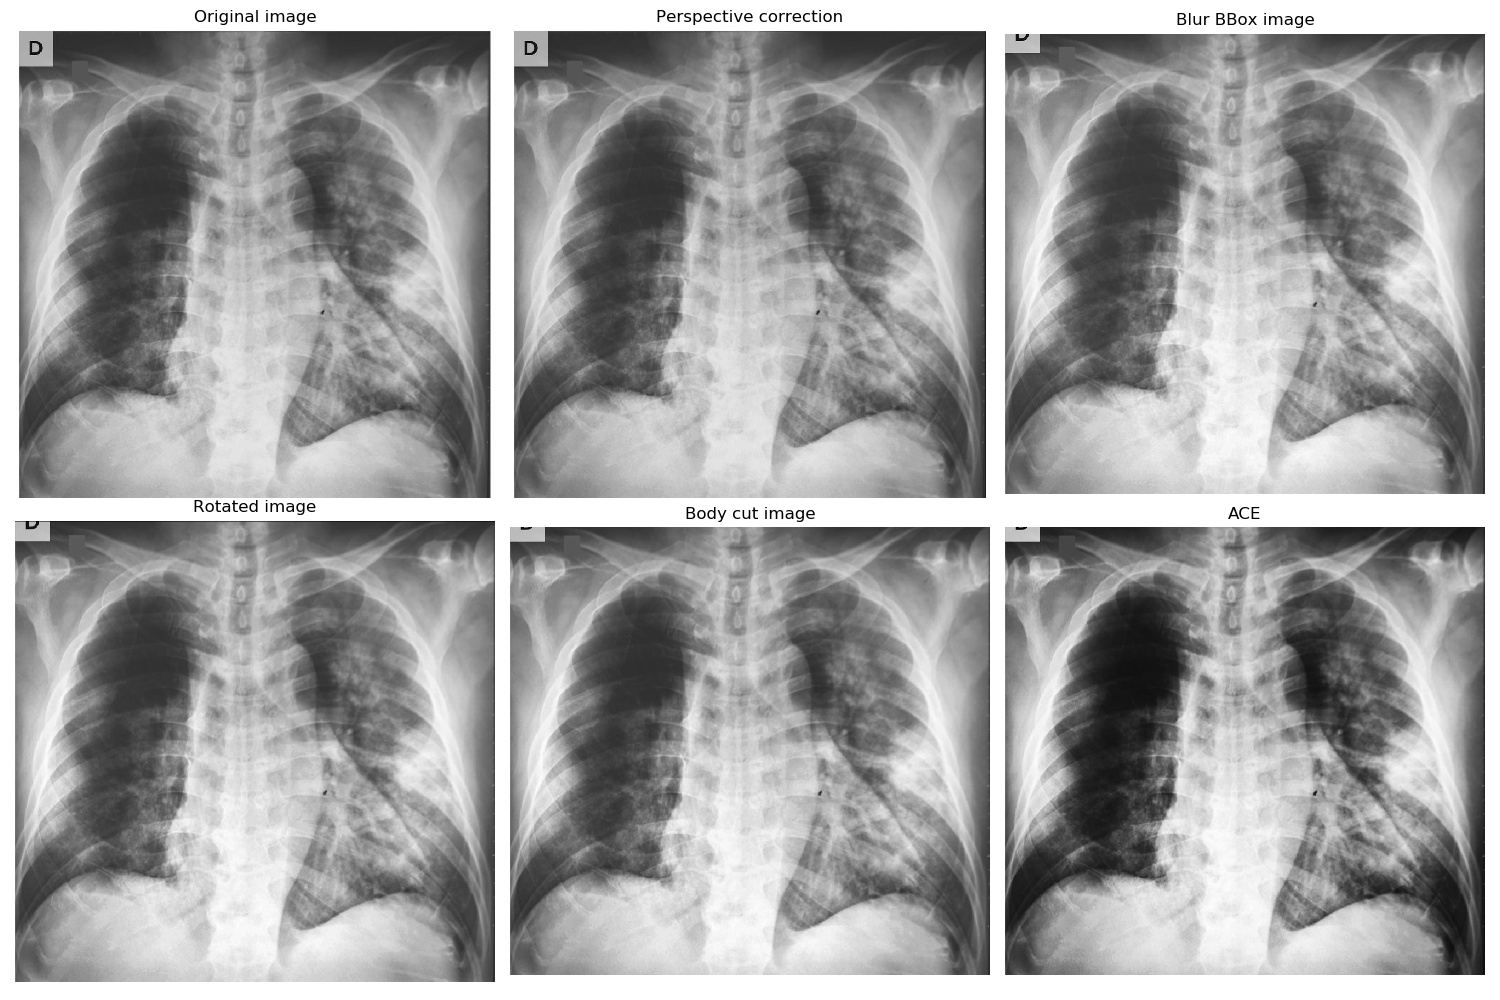 Original image
Perspective correction
Blur BBox image
D
D
D
Rotated image
Body cut image
ACE
D
D
D